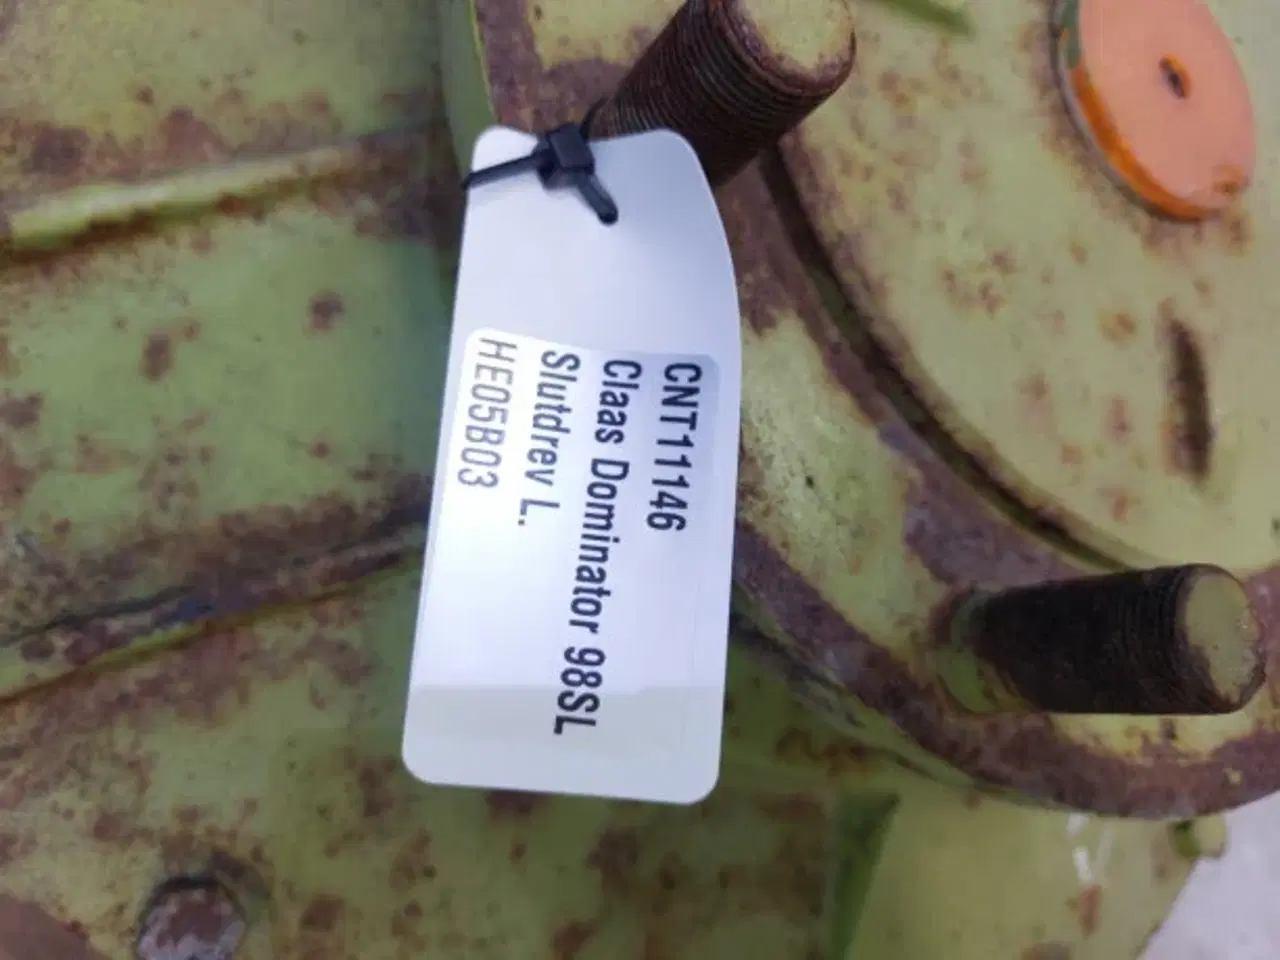 CNT11146
Claas Dominator 98SL
Slutdrev L.
HE05B03